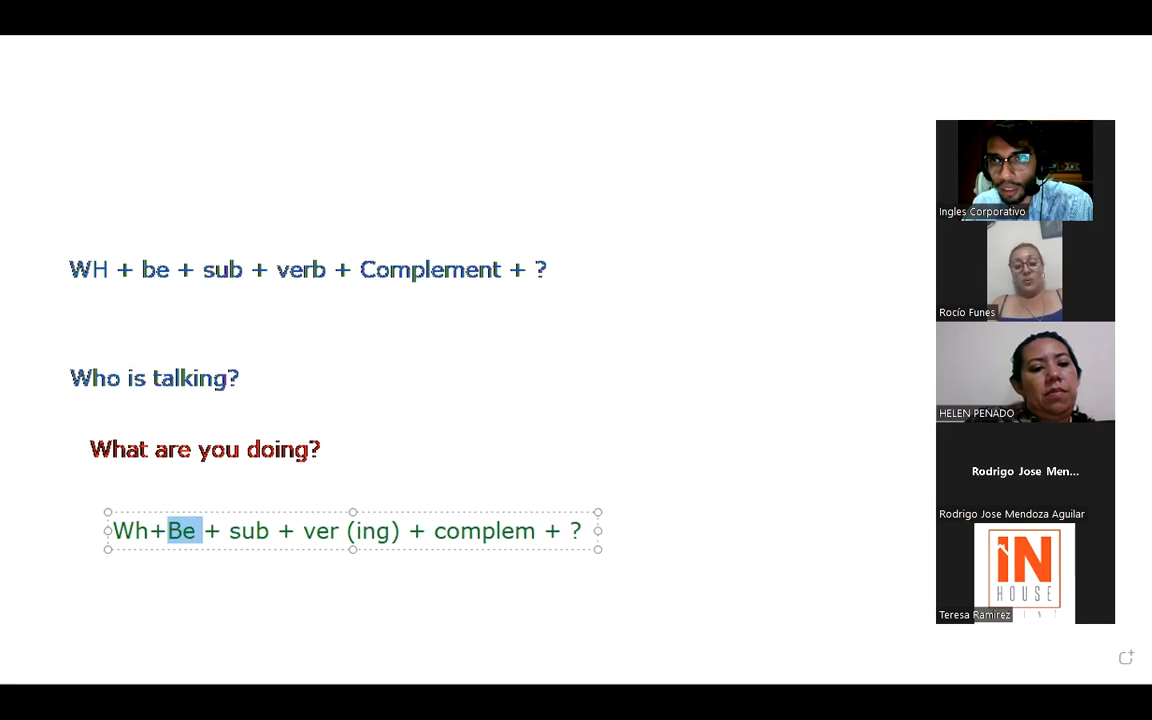 WH + be + sub + verb + Complement + ?
Who is talking?
What are you doing?
Wh+Be + sub + ver (ing) + complem + ?
Ingles Corporativo
Rocío Funes
HELEN PENADO
Rodrigo Jose Men...
Rodrigo Jose Mendoza Aguilar
iN
HOUSE
Teresa Ramirez